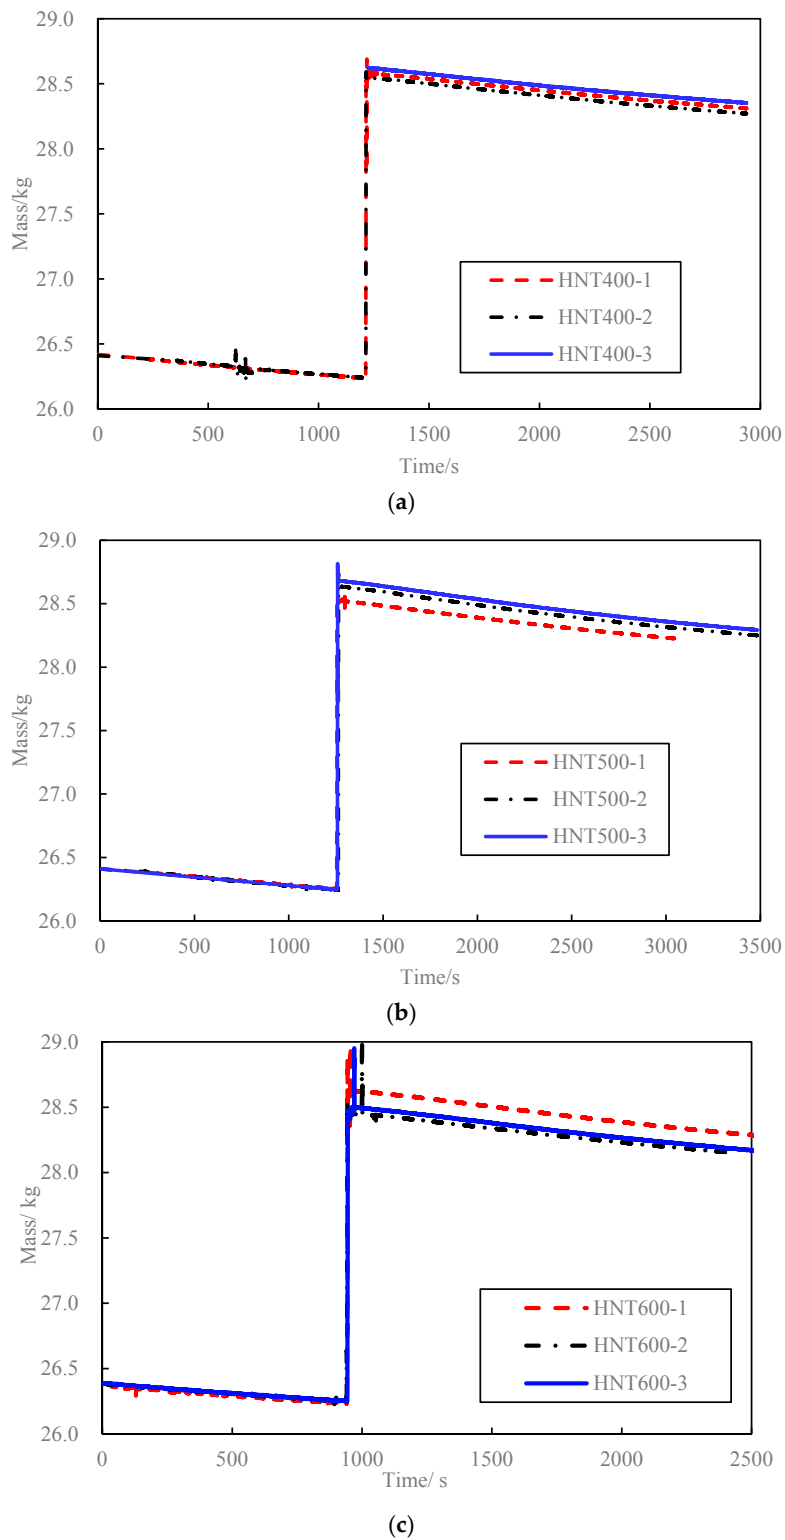 29.0
28.5
28.0
27.5
27.0
26.5
26.0
Mass/kg
HNT400-1
HNT400-2
HNT400-3
0 500 1000 1500 2000 2500 3000
Time/s
(a)
29.0
28.5
28.0
27.5
27.0
26.5
26.0
Mass/kg
HNT500-1
HNT500-2
HNT500-3
0 500 1000 1500 2000 2500 3000 3500
Time/s
(b)
29.0
28.5
28.0
27.5
27.0
26.5
26.0
Mass/ kg
HNT600-1
HNT600-2
HNT600-3
0 500 1000 1500 2000 2500
Time/ s
(c)